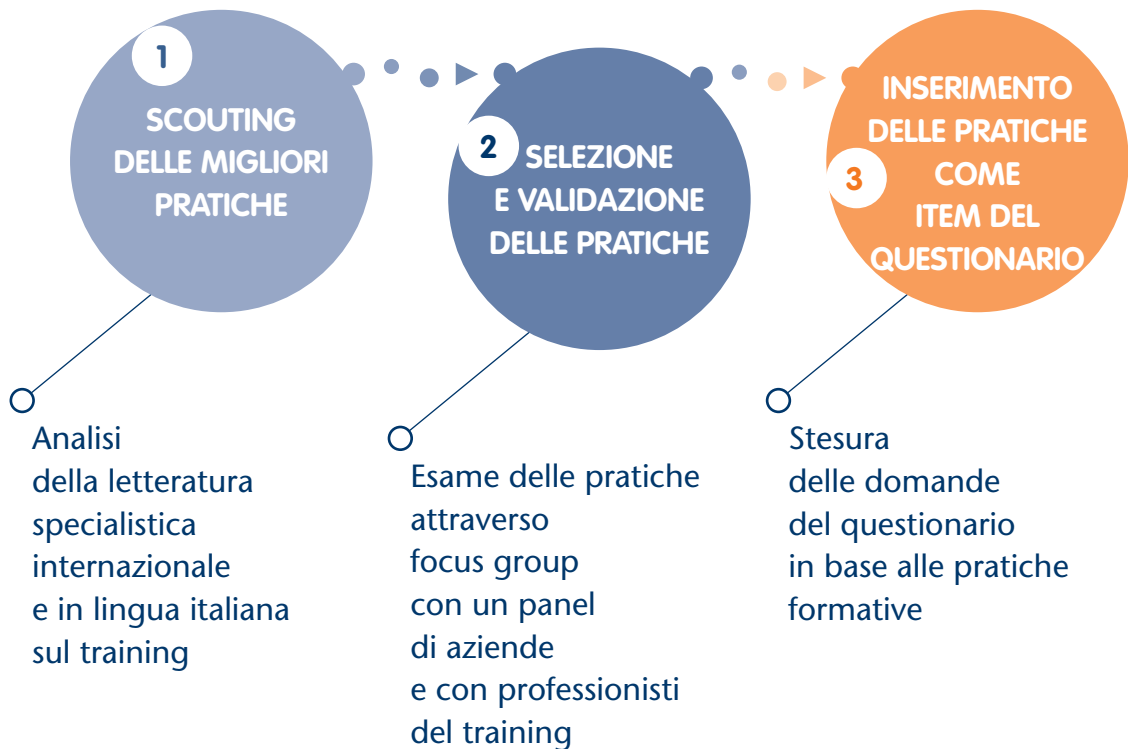 1
SCOUTING
DELLE MIGLIORI
PRATICHE
Analisi
della letteratura
specialistica
internazionale
e in lingua italiana
sul training
2
SELEZIONE
E VALIDAZIONE
DELLE PRATICHE
Esame delle pratiche
attraverso
focus group
con un panel
di aziende
e con professionisti
del training
3
INSERIMENTO
DELLE PRATICHE
COME
ITEM DEL
QUESTIONARIO
Stesura
delle domande
del questionario
in base alle pratiche
formative